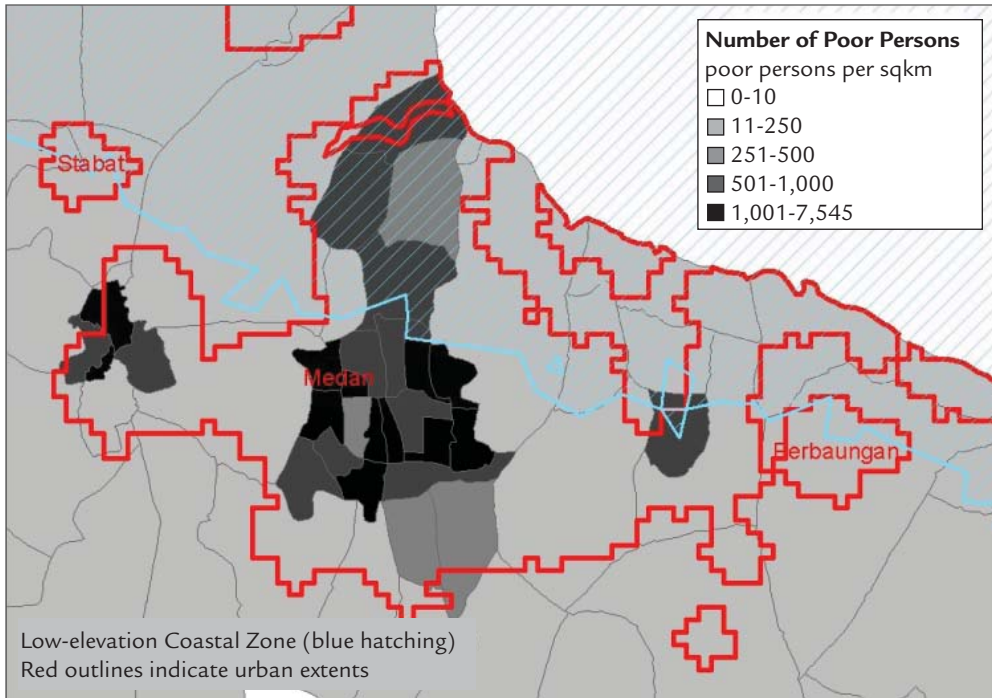 Number of Poor Persons
poor persons per sqkm
0-10
11-250
251-500
501-1,000
1,001-7,545
Stabat
Medan
Berbaungan
Low-elevation Coastal Zone (blue hatching)
Red outlines indicate urban extents